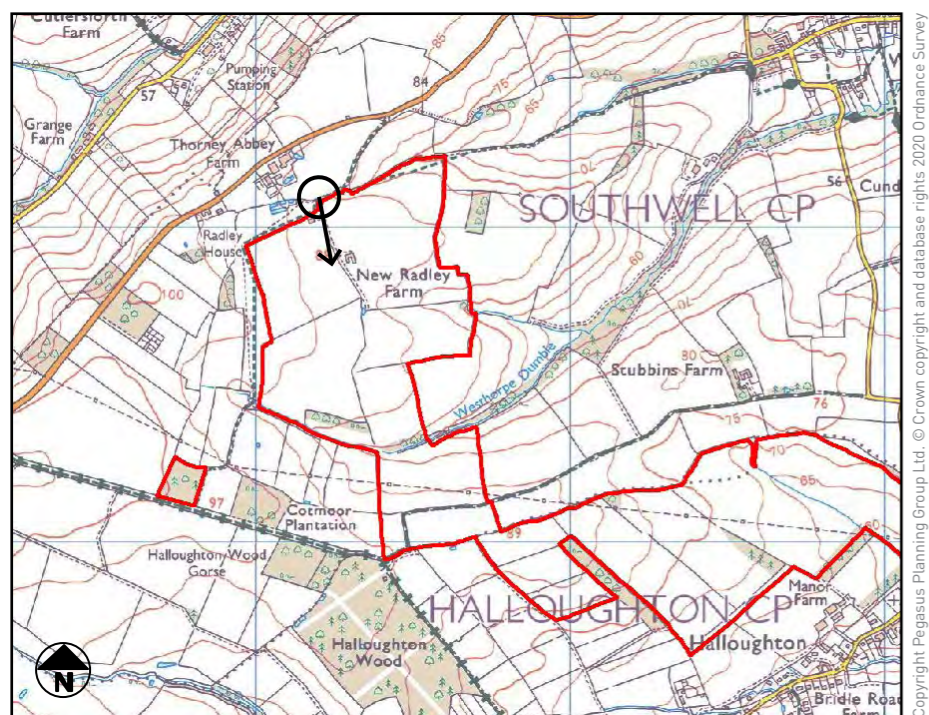 Cutlersforth
Farm
85
Pumping
Station
84
75
65
57
Grange
Farm
Thorney Abbey
Farm
70
56
Cund
SOUTHWELL CP
Radley
House
60
New Radley
Farm
100
70
Westhorpe Dumble
80
Stubbins Farm
76
75
70
65
97
Cotmoor
Plantation
89
60
Halloughton Wood
Gorse
Manor
Farm
HALLOUGHTON CP
Halloughton
Halloughton
Wood
N
Bridle Road
Farm
Copyright Pegasus Planning Group Ltd. © Crown copyright and database rights 2020 Ordnance Survey